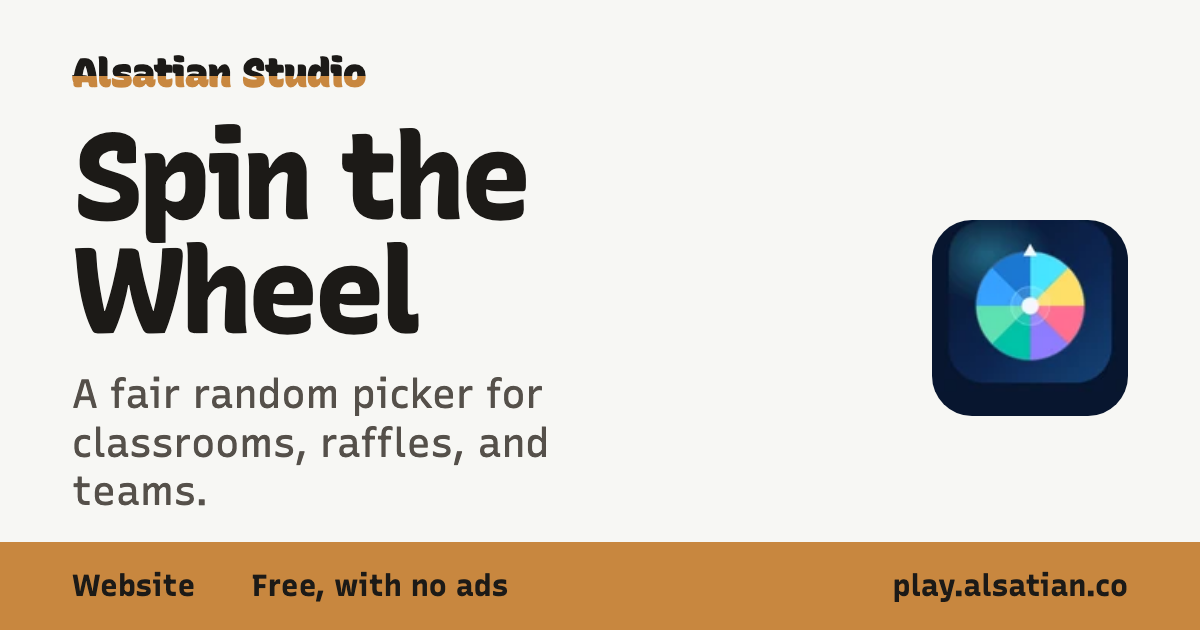 Alsatian Studio
Spin the
Wheel
A fair random picker for
classrooms, raffles, and
teams.
Website
Free, with no ads
play.alsatian.co